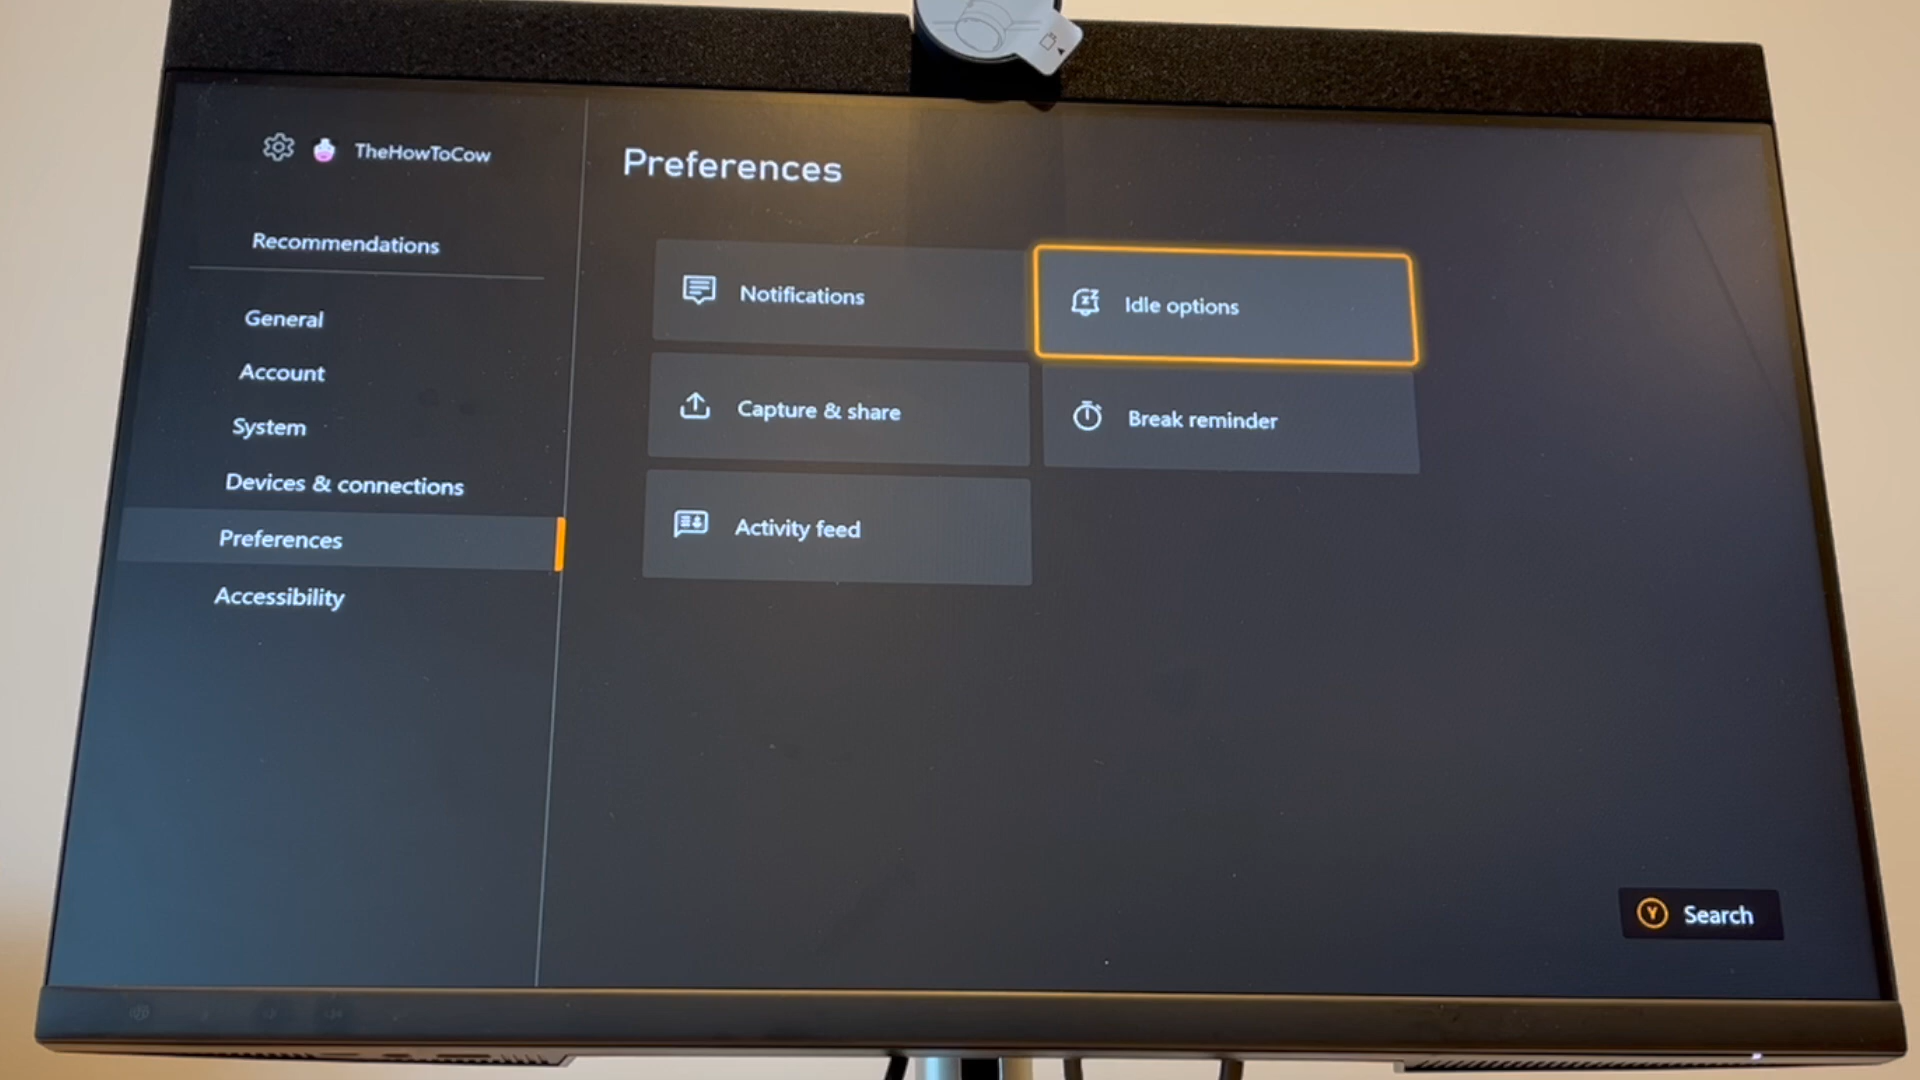 TheHowToCow
Recommendations
General
Account
System
Devices & connections
Preferences
Accessibility
Preferences
Notifications
Idle options
Capture & share
Break reminder
Activity feed
Y Search